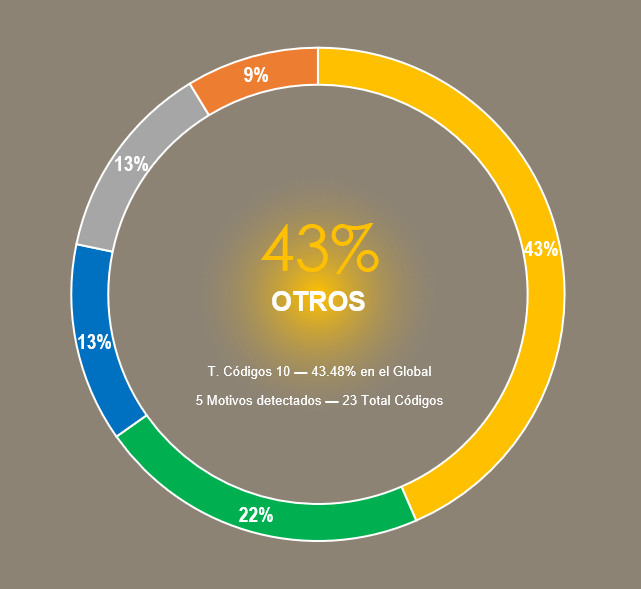 9%
13%
43%
43%
OTROS
13%
T. Códigos 10 — 43.48% en el Global
5 Motivos detectados — 23 Total Códigos
22%